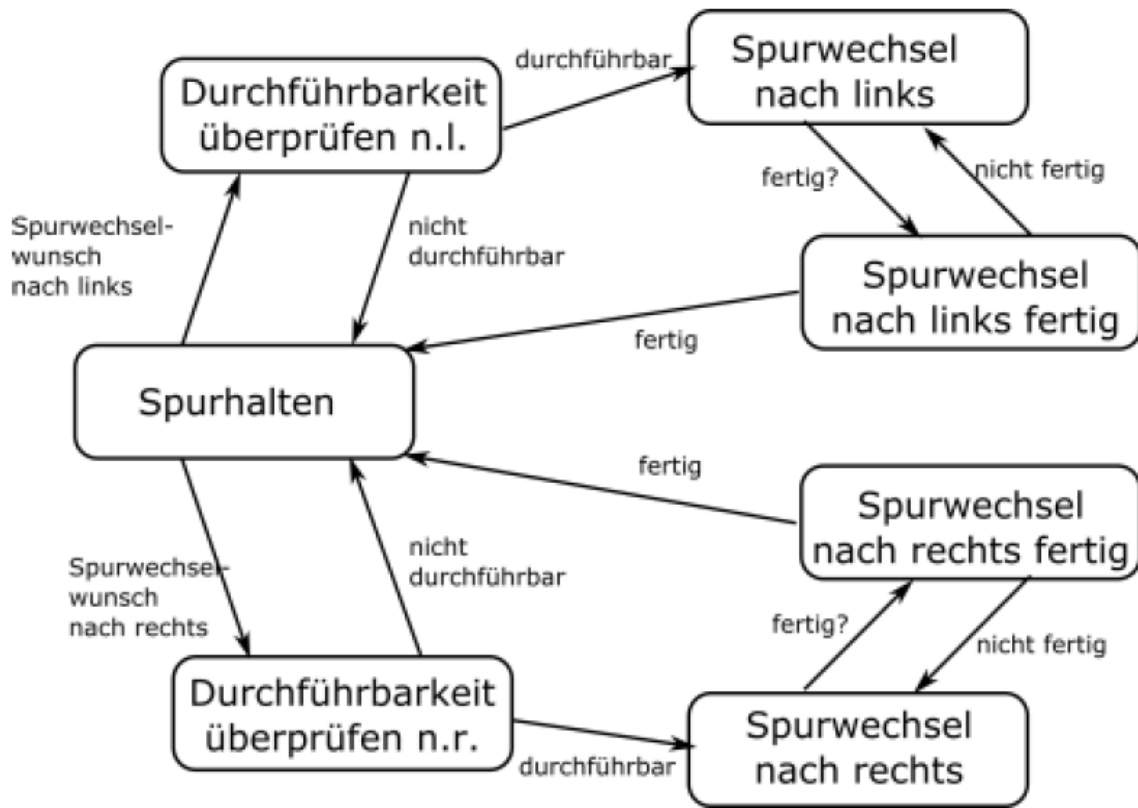 Spurwechsel
nach links
durchführbar
Durchführbarkeit
überprüfen n.l.
fertig?
nicht fertig
Spurwechsel-
wunsch
nach links
nicht
durchführbar
Spurwechsel
nach links fertig
fertig
Spurhalten
fertig
Spurwechsel
nach rechts fertig
Spurwechsel-
wunsch
nach rechts
nicht
durchführbar
fertig?
nicht fertig
Durchführbarkeit
überprüfen n.r.
durchführbar
Spurwechsel
nach rechts